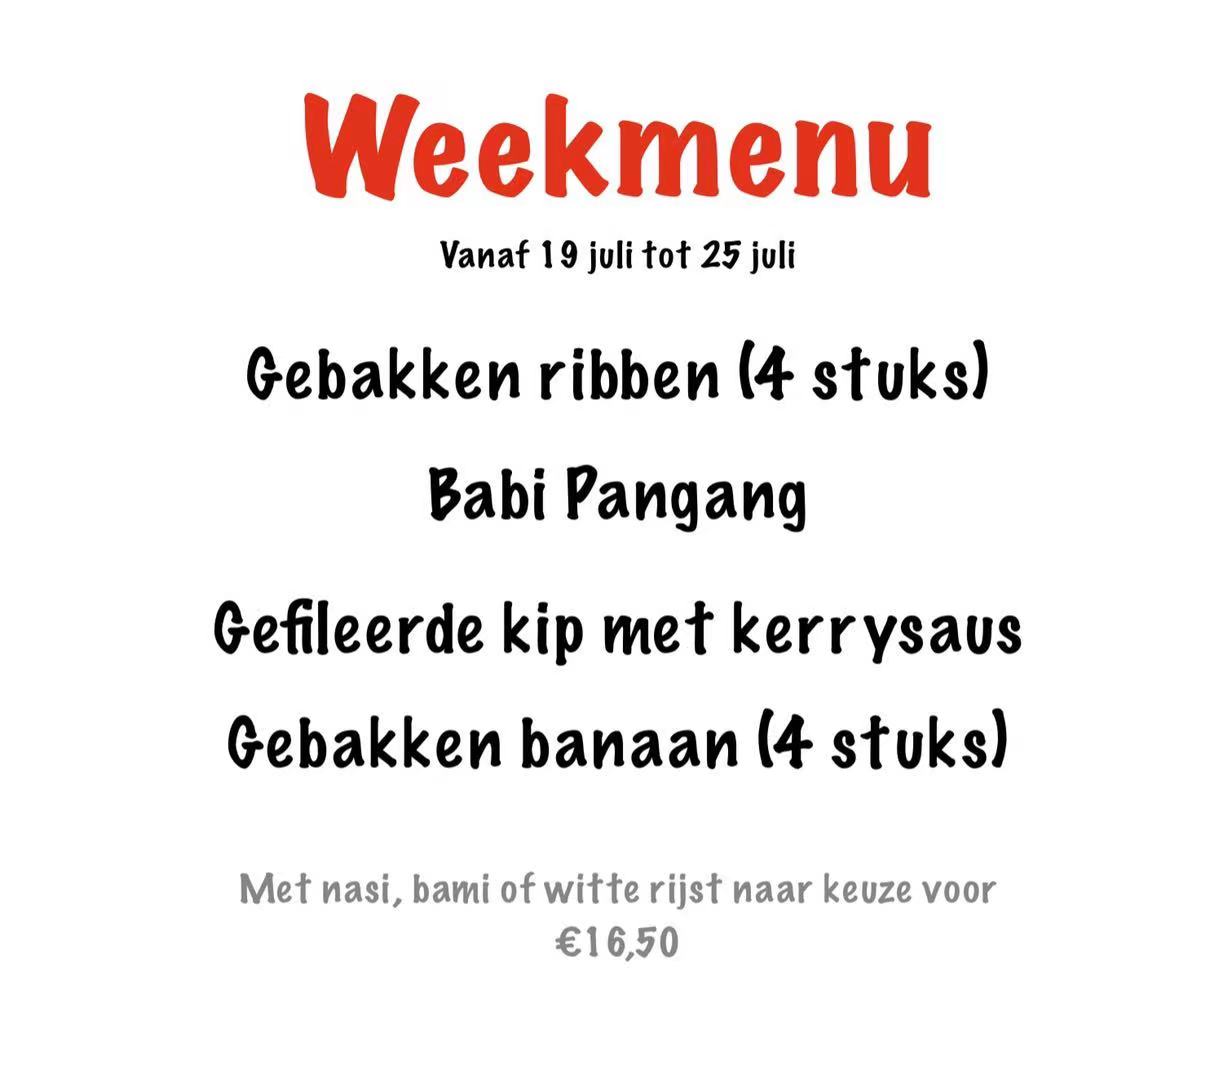 Weekmenu
Vanaf 19 juli tot 25 juli
Gebakken ribben (4 stuks)
Babi Pangang
Gefileerde kip met kerrysaus
Gebakken banaan (4 stuks)
Met nasi, bami of witte rijst naar keuze voor
€16,50